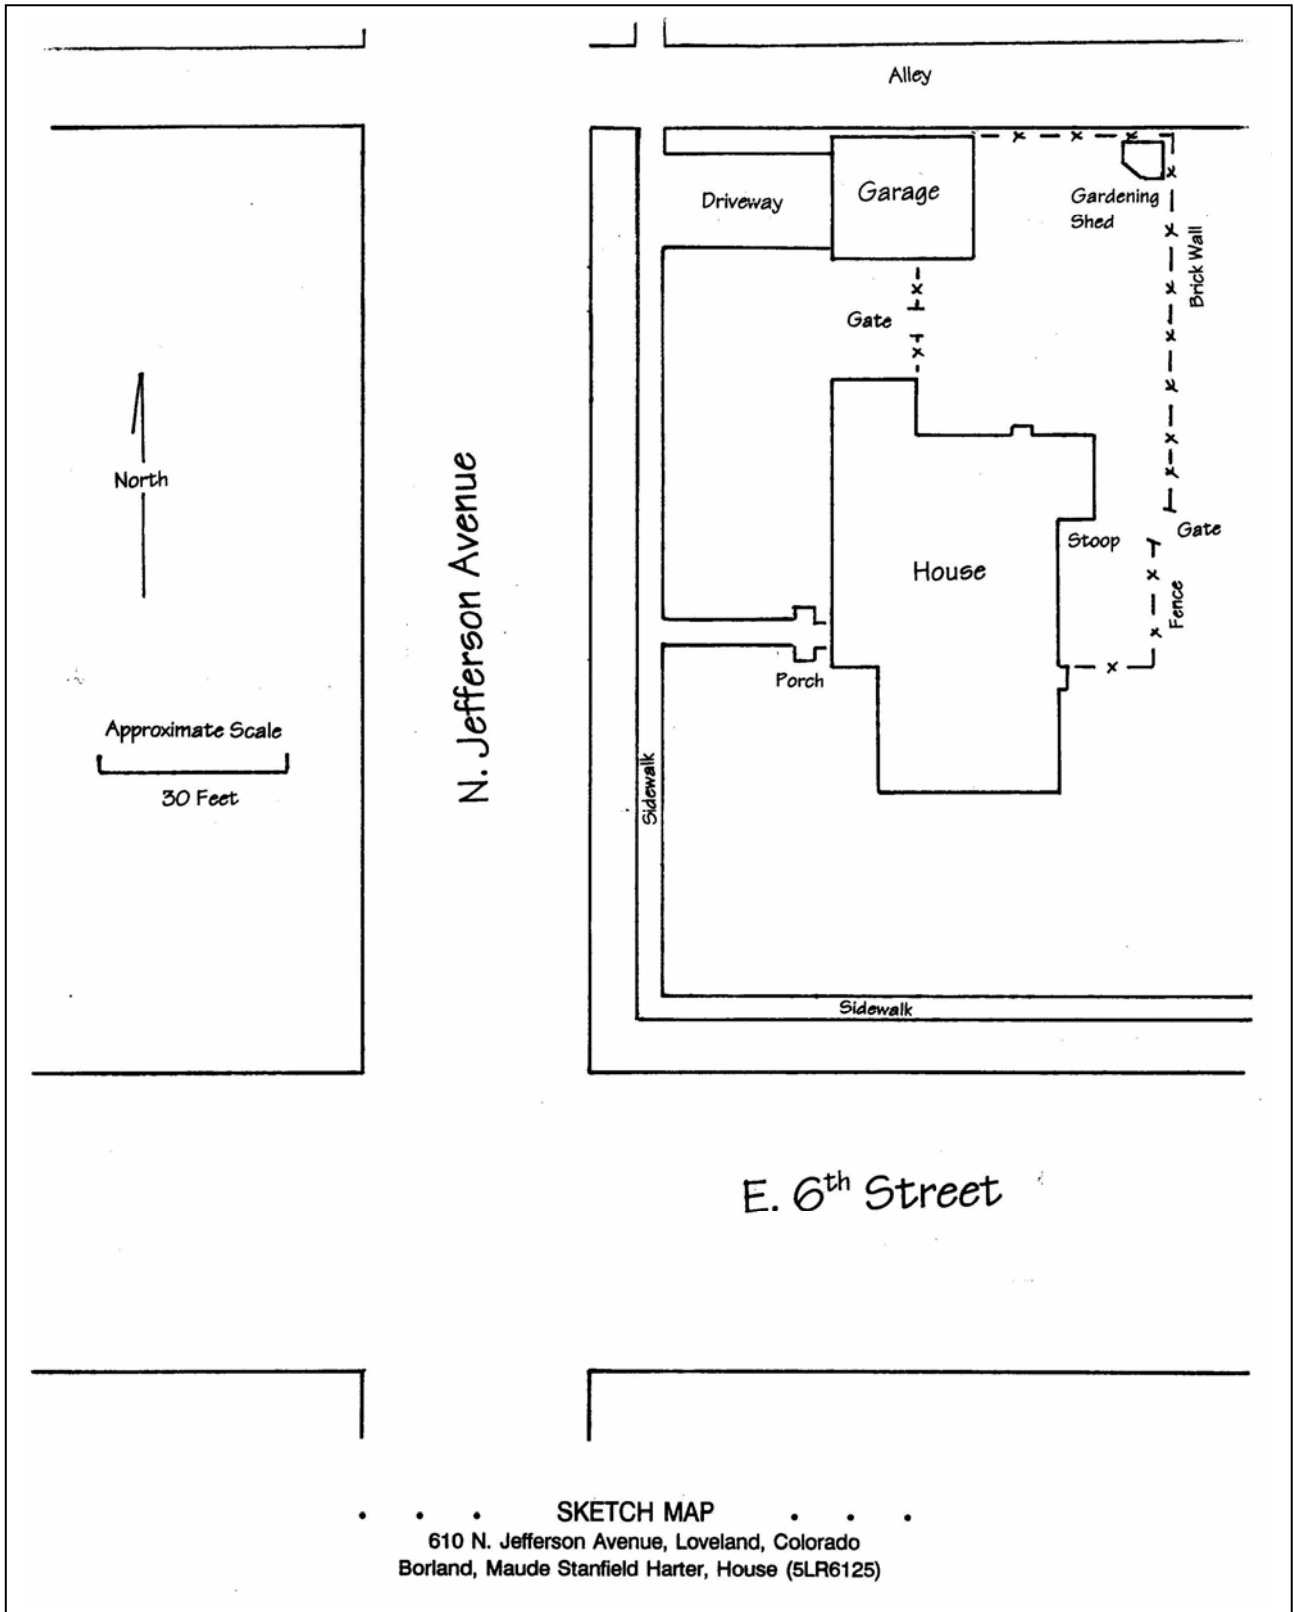 Alley
Driveway
Garage
Gardening
Shed
Brick Wall
Gate
North
N. Jefferson Avenue
House
Stoop
Gate
Fence
Porch
Approximate Scale
30 Feet
Sidewalk
Sidewalk
E. 6th Street
SKETCH MAP
610 N. Jefferson Avenue, Loveland, Colorado
Borland, Maude Stanfield Harter, House (5LR6125)